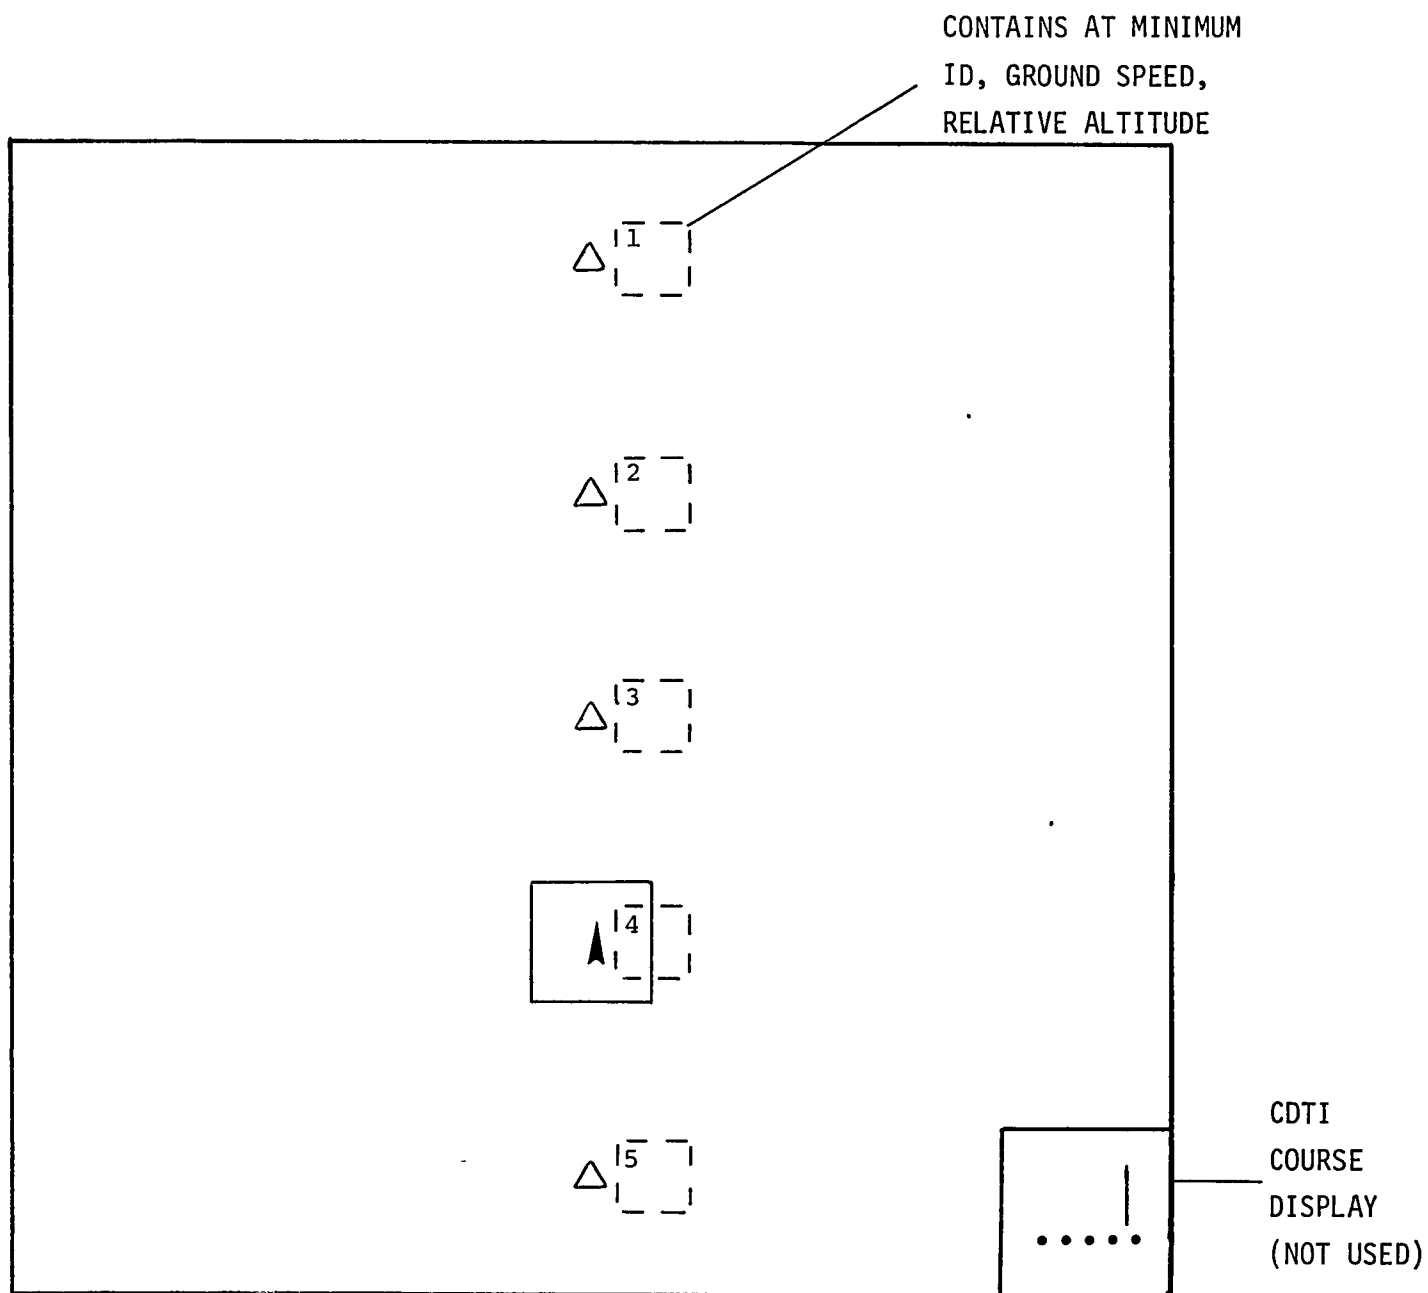 CONTAINS AT MINIMUM
ID, GROUND SPEED,
RELATIVE ALTITUDE
1
2
3
4
5
CDTI
COURSE
DISPLAY
(NOT USED)